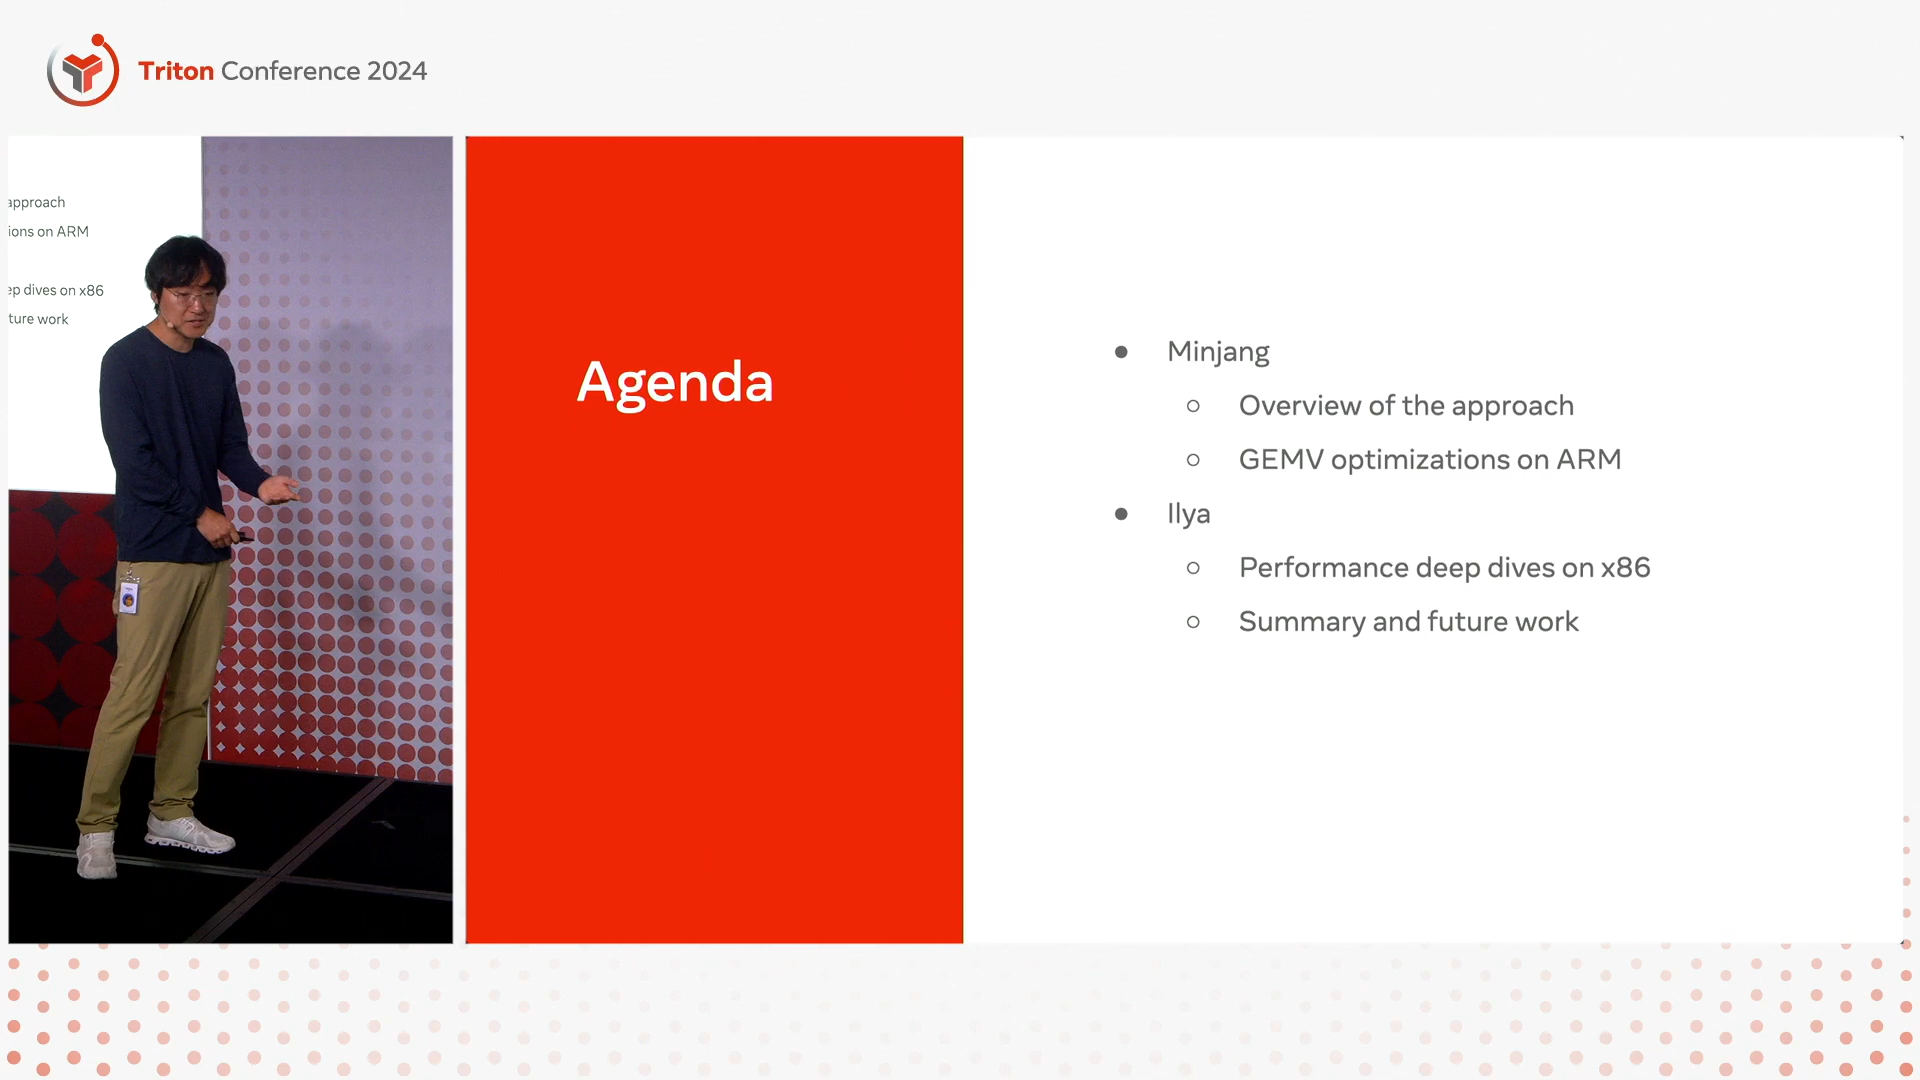 Triton Conference 2024
approach
ions on ARM
ep dives on x86
ture work
Agenda
Minjang
Overview of the approach
GEMV optimizations on ARM
Ilya
Performance deep dives on x86
Summary and future work